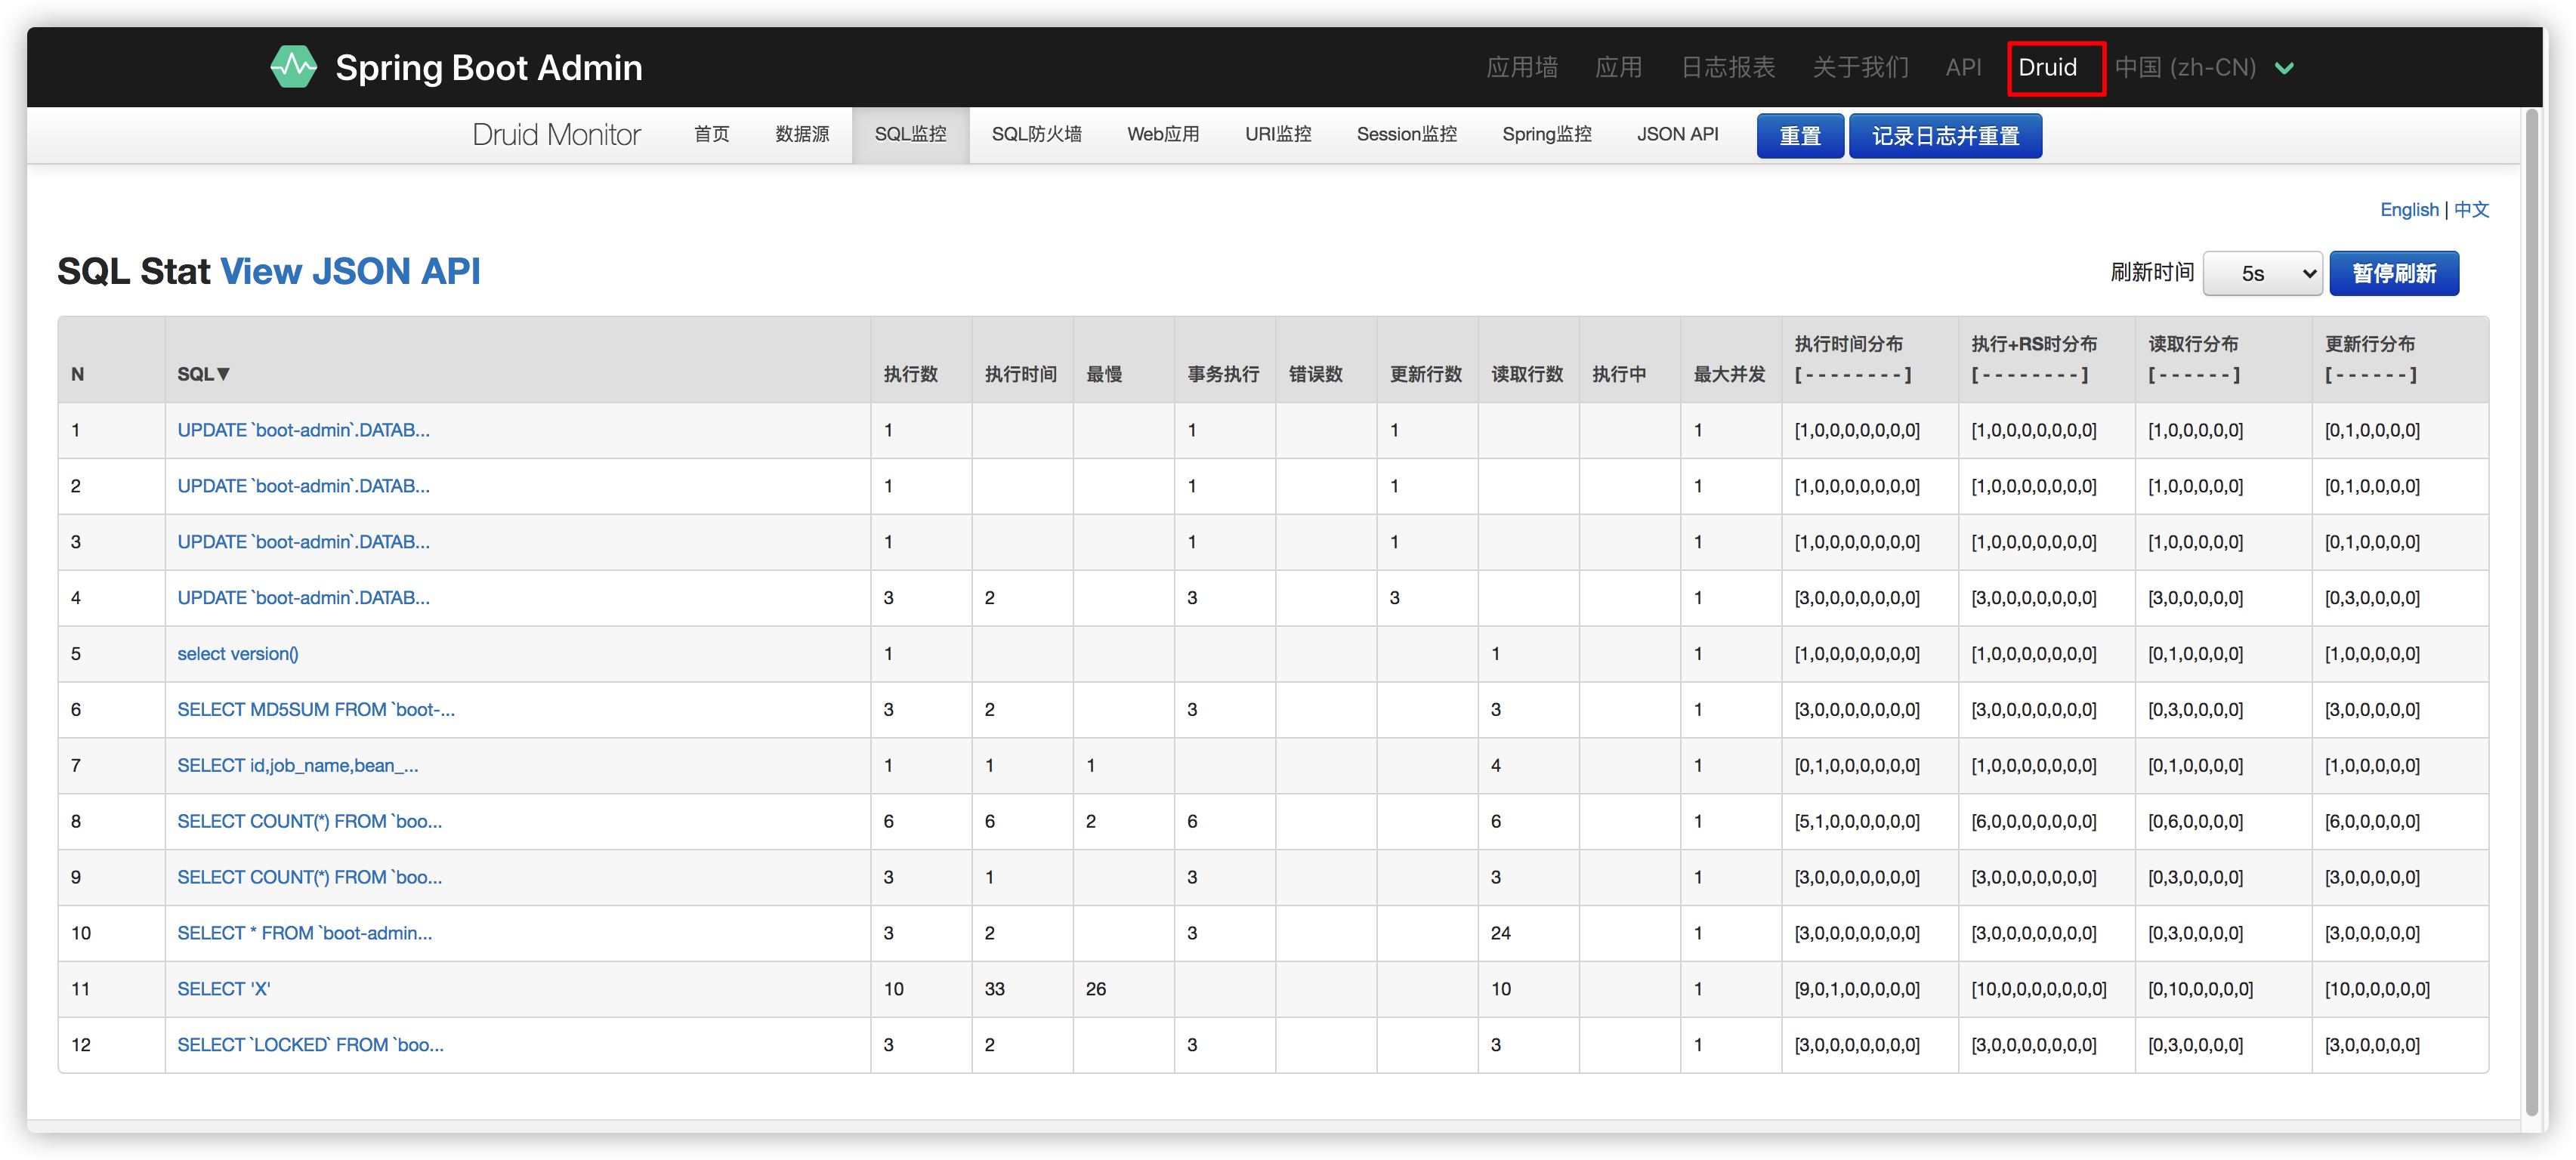 Spring Boot Admin 应用墙 应用 日志报表 关于我们 API Druid 中国 (zh-CN)
Druid Monitor 首页 数据源 SQL监控 SQL防火墙 Web应用 URI监控 Session监控 Spring监控 JSON API 重置 记录日志并重置
English | 中文
SQL Stat View JSON API 刷新时间 5s 暂停刷新
N SQL▼ 执行数 执行时间 最慢 事务执行 错误数 更新行数 读取行数 执行中 最大并发 执行时间分布 [ - - - - - - - - ] 执行+RS时分布 [ - - - - - - - - ] 读取行分布 [ - - - - - - ] 更新行分布 [ - - - - - - ]
1 UPDATE `boot-admin`.DATAB... 1 1 1 1 [1,0,0,0,0,0,0,0] [1,0,0,0,0,0,0,0] [1,0,0,0,0,0] [0,1,0,0,0,0]
2 UPDATE `boot-admin`.DATAB... 1 1 1 1 [1,0,0,0,0,0,0,0] [1,0,0,0,0,0,0,0] [1,0,0,0,0,0] [0,1,0,0,0,0]
3 UPDATE `boot-admin`.DATAB... 1 1 1 1 [1,0,0,0,0,0,0,0] [1,0,0,0,0,0,0,0] [1,0,0,0,0,0] [0,1,0,0,0,0]
4 UPDATE `boot-admin`.DATAB... 3 2 3 3 1 [3,0,0,0,0,0,0,0] [3,0,0,0,0,0,0,0] [3,0,0,0,0,0] [0,3,0,0,0,0]
5 select version() 1 1 1 [1,0,0,0,0,0,0,0] [1,0,0,0,0,0,0,0] [0,1,0,0,0,0] [1,0,0,0,0,0]
6 SELECT MD5SUM FROM `boot-... 3 2 3 3 1 [3,0,0,0,0,0,0,0] [3,0,0,0,0,0,0,0] [0,3,0,0,0,0] [3,0,0,0,0,0]
7 SELECT id,job_name,bean_... 1 1 1 4 1 [0,1,0,0,0,0,0,0] [1,0,0,0,0,0,0,0] [0,1,0,0,0,0] [1,0,0,0,0,0]
8 SELECT COUNT(*) FROM `boo... 6 6 2 6 6 1 [5,1,0,0,0,0,0,0] [6,0,0,0,0,0,0,0] [0,6,0,0,0,0] [6,0,0,0,0,0]
9 SELECT COUNT(*) FROM `boo... 3 1 3 3 1 [3,0,0,0,0,0,0,0] [3,0,0,0,0,0,0,0] [0,3,0,0,0,0] [3,0,0,0,0,0]
10 SELECT * FROM `boot-admin... 3 2 3 24 1 [3,0,0,0,0,0,0,0] [3,0,0,0,0,0,0,0] [0,3,0,0,0,0] [3,0,0,0,0,0]
11 SELECT 'X' 10 33 26 10 1 [9,0,1,0,0,0,0,0] [10,0,0,0,0,0,0,0] [0,10,0,0,0,0] [10,0,0,0,0,0]
12 SELECT `LOCKED` FROM `boo... 3 2 3 3 1 [3,0,0,0,0,0,0,0] [3,0,0,0,0,0,0,0] [0,3,0,0,0,0] [3,0,0,0,0,0]